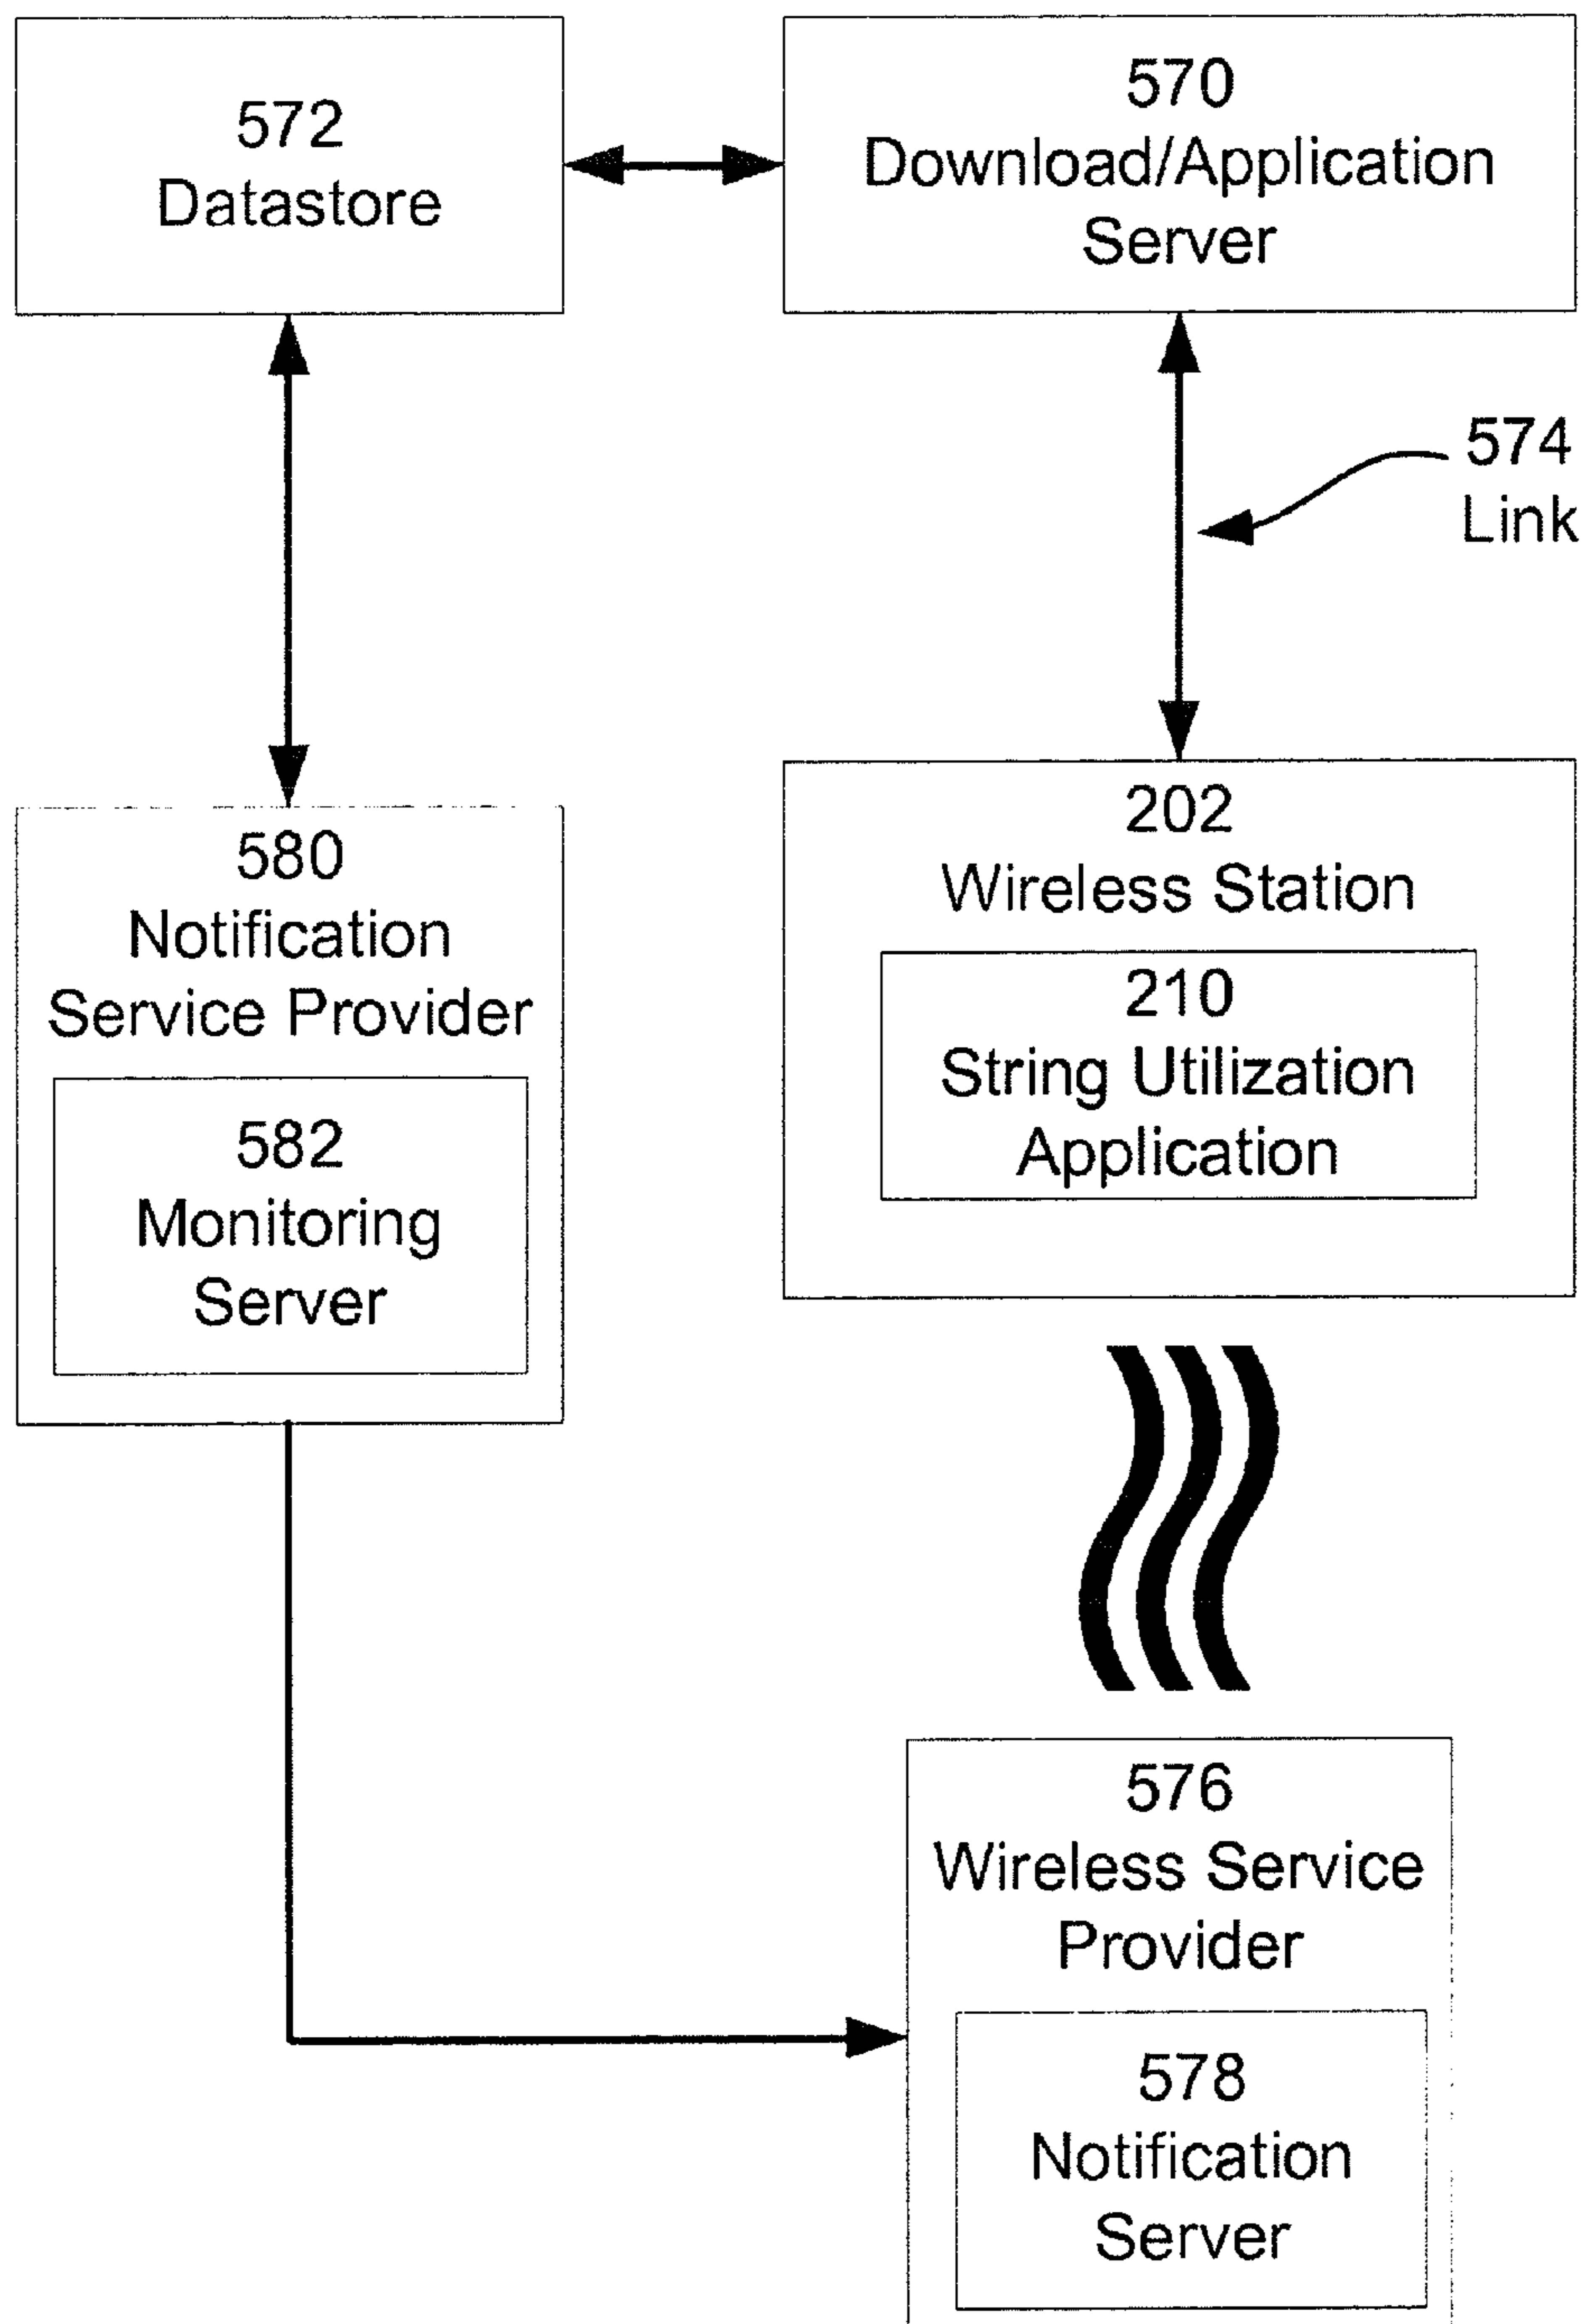 572
Datastore
570
Download/Application
Server
574
Link
580
Notification
Service Provider
582
Monitoring
Server
202
Wireless Station
210
String Utilization
Application
576
Wireless Service
Provider
578
Notification
Server